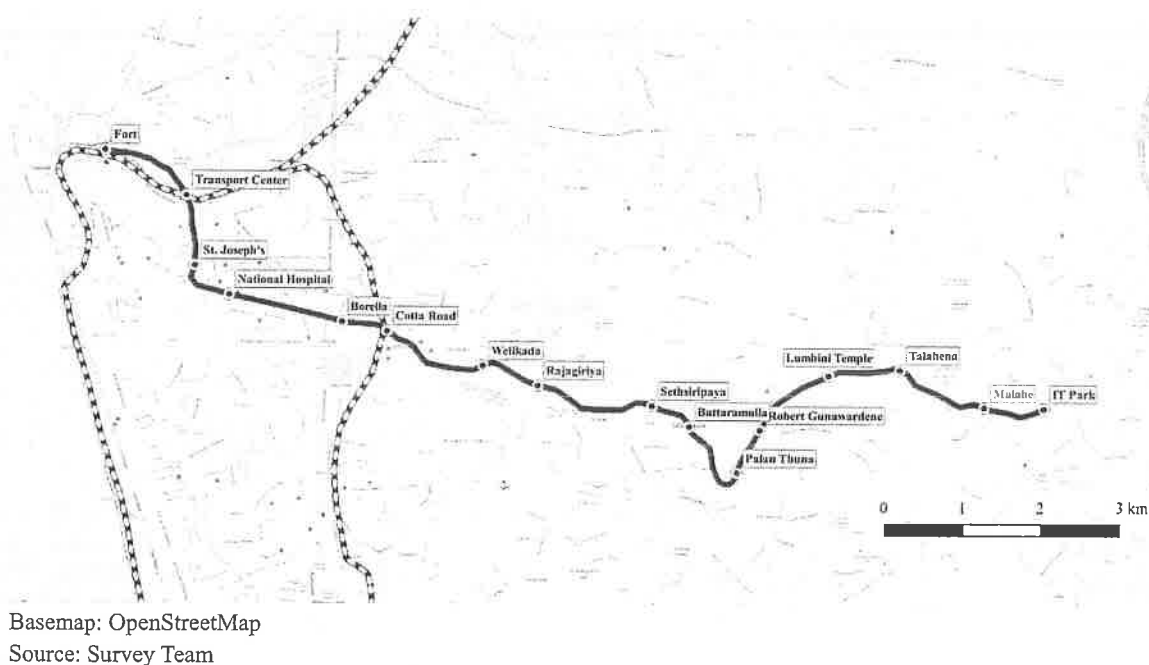 Fort
Transport Center
St. Joseph's
National Hospital
Borella
Cotta Road
Welikada
Rajagiriya
Sethsiripaya
Battaramulla
Robert Gunawardene
Palan Thuna
Lumbini Temple
Talahena
Malabe
IT Park
0 1 2 3 km
Basemap: OpenStreetMap
Source: Survey Team